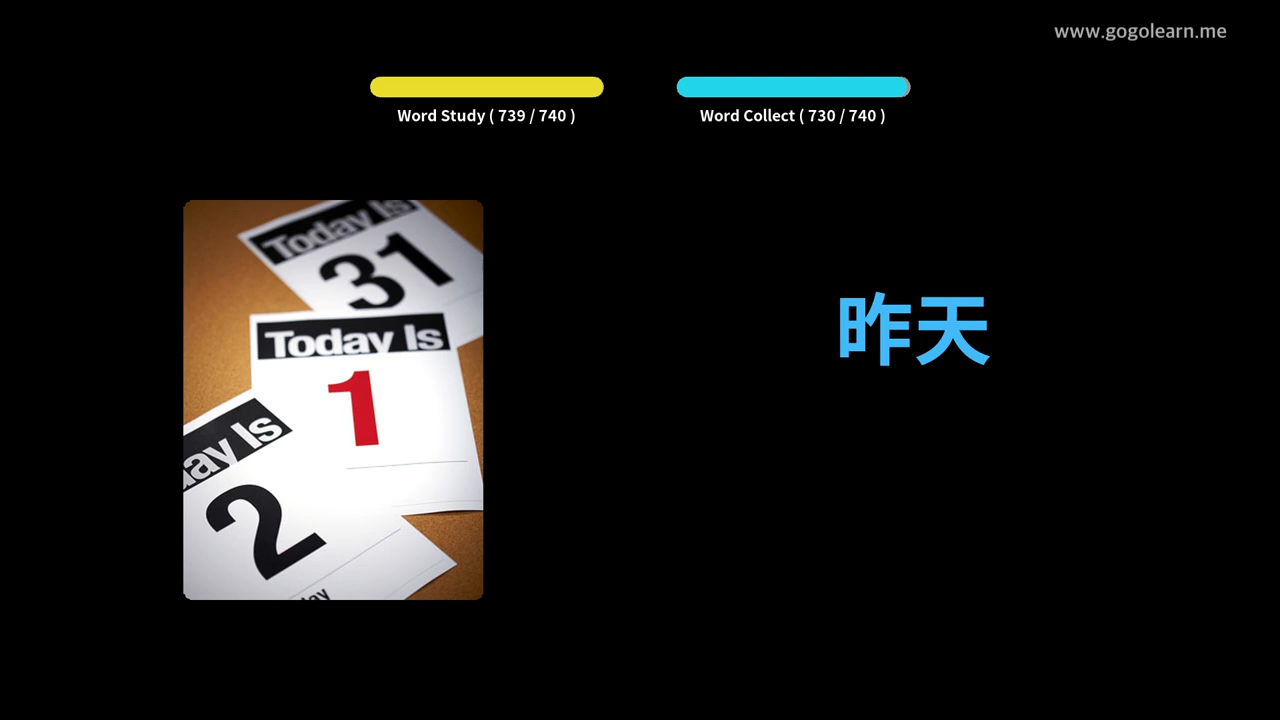 www.gogolearn.me
Word Study ( 739 / 740 )
Word Collect ( 730 / 740 )
Today Is
31
Today Is
1
ay Is
2
昨天